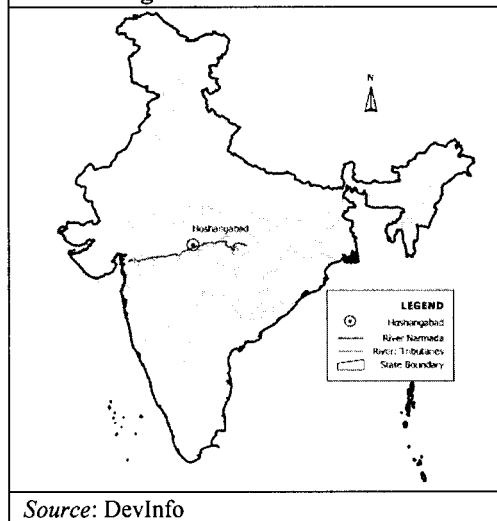 N
Hoshangabad
LEGEND
Hoshangabad
River Narmada
River: Tributaries
State Boundary
Source: DevInfo